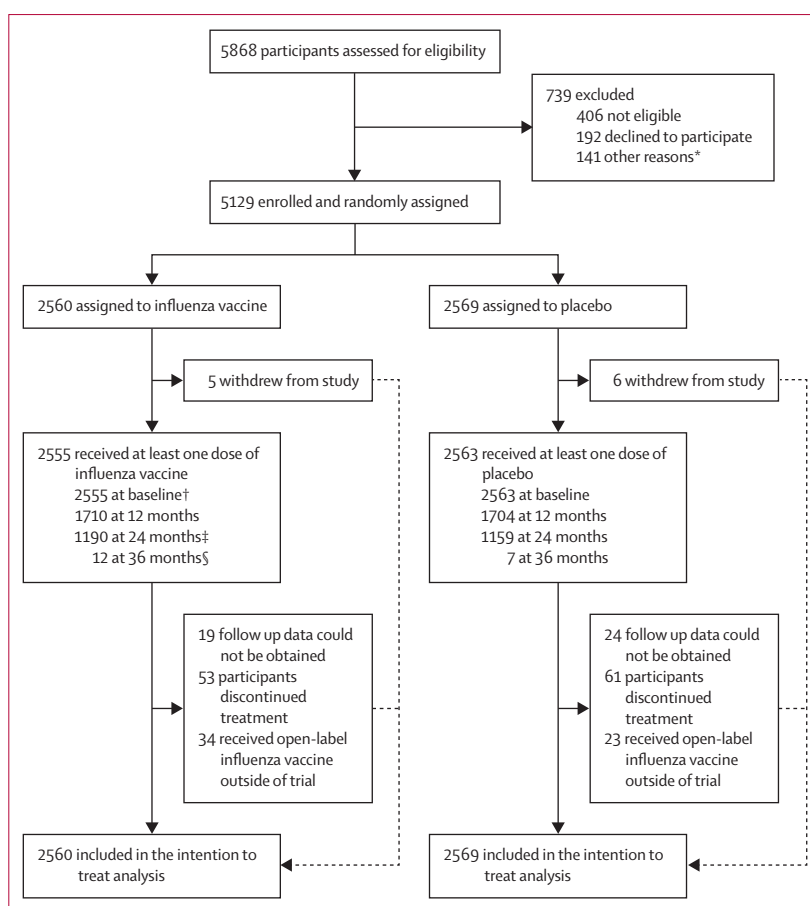 5868 participants assessed for eligibility
739 excluded
406 not eligible
192 declined to participate
141 other reasons*
5129 enrolled and randomly assigned
2560 assigned to influenza vaccine
2569 assigned to placebo
5 withdrew from study
6 withdrew from study
2555 received at least one dose of
influenza vaccine
2555 at baseline†
1710 at 12 months
1190 at 24 months‡
12 at 36 months§
2563 received at least one dose of
placebo
2563 at baseline
1704 at 12 months
1159 at 24 months
7 at 36 months
19 follow up data could
not be obtained
53 participants
discontinued
treatment
34 received open-label
influenza vaccine
outside of trial
24 follow up data could
not be obtained
61 participants
discontinued
treatment
23 received open-label
influenza vaccine
outside of trial
2560 included in the intention to
treat analysis
2569 included in the intention to
treat analysis